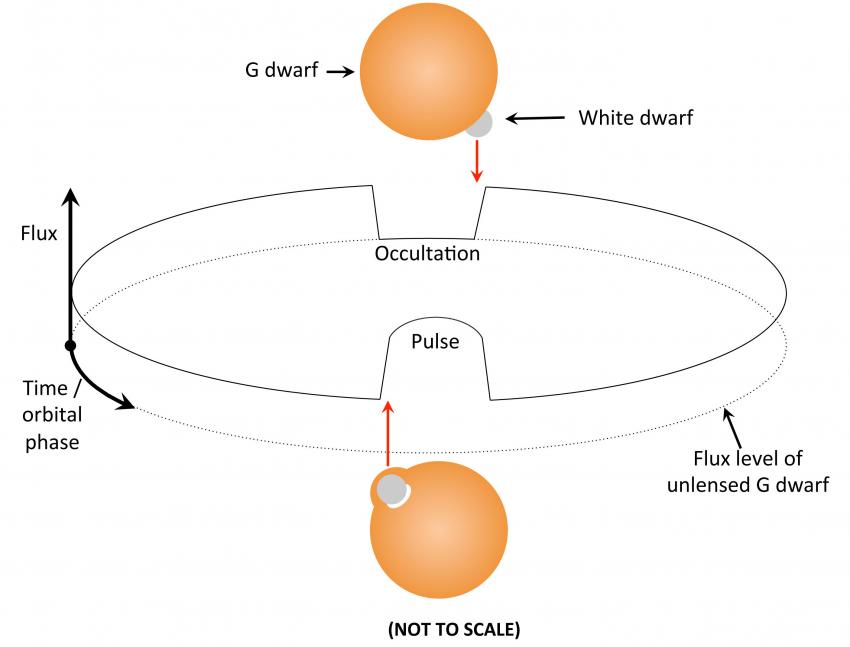 G dwarf
White dwarf
Flux
Occultation
Pulse
Time /
orbital
phase
Flux level of
unlensed G dwarf
(NOT TO SCALE)